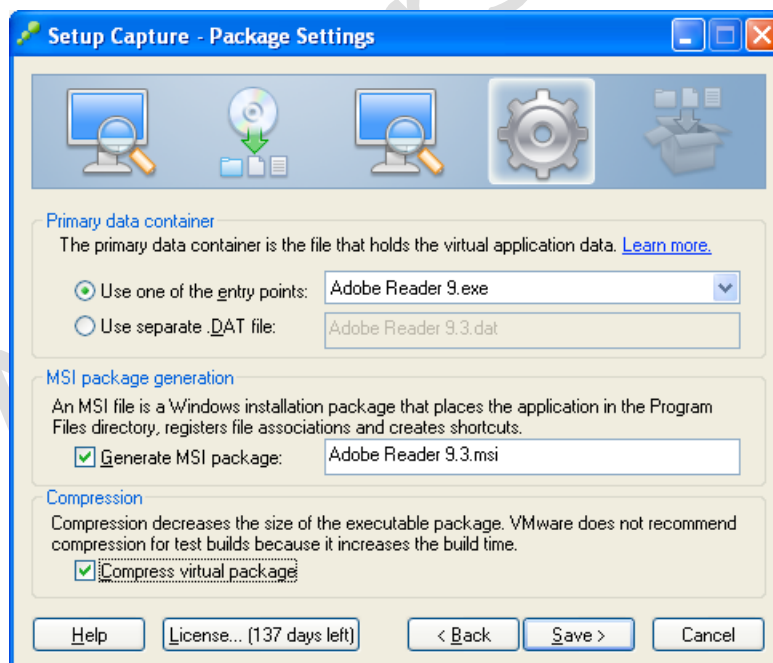 Setup Capture - Package Settings
Primary data container
The primary data container is the file that holds the virtual application data. Learn more.
Use one of the entry points: Adobe Reader 9.exe
Use separate .DAT file: Adobe Reader 9.3.dat
MSI package generation
An MSI file is a Windows installation package that places the application in the Program
Files directory, registers file associations and creates shortcuts.
Generate MSI package: Adobe Reader 9.3.msi
Compression
Compression decreases the size of the executable package. VMware does not recommend
compression for test builds because it increases the build time.
Compress virtual package
Help License... (137 days left) < Back Save > Cancel